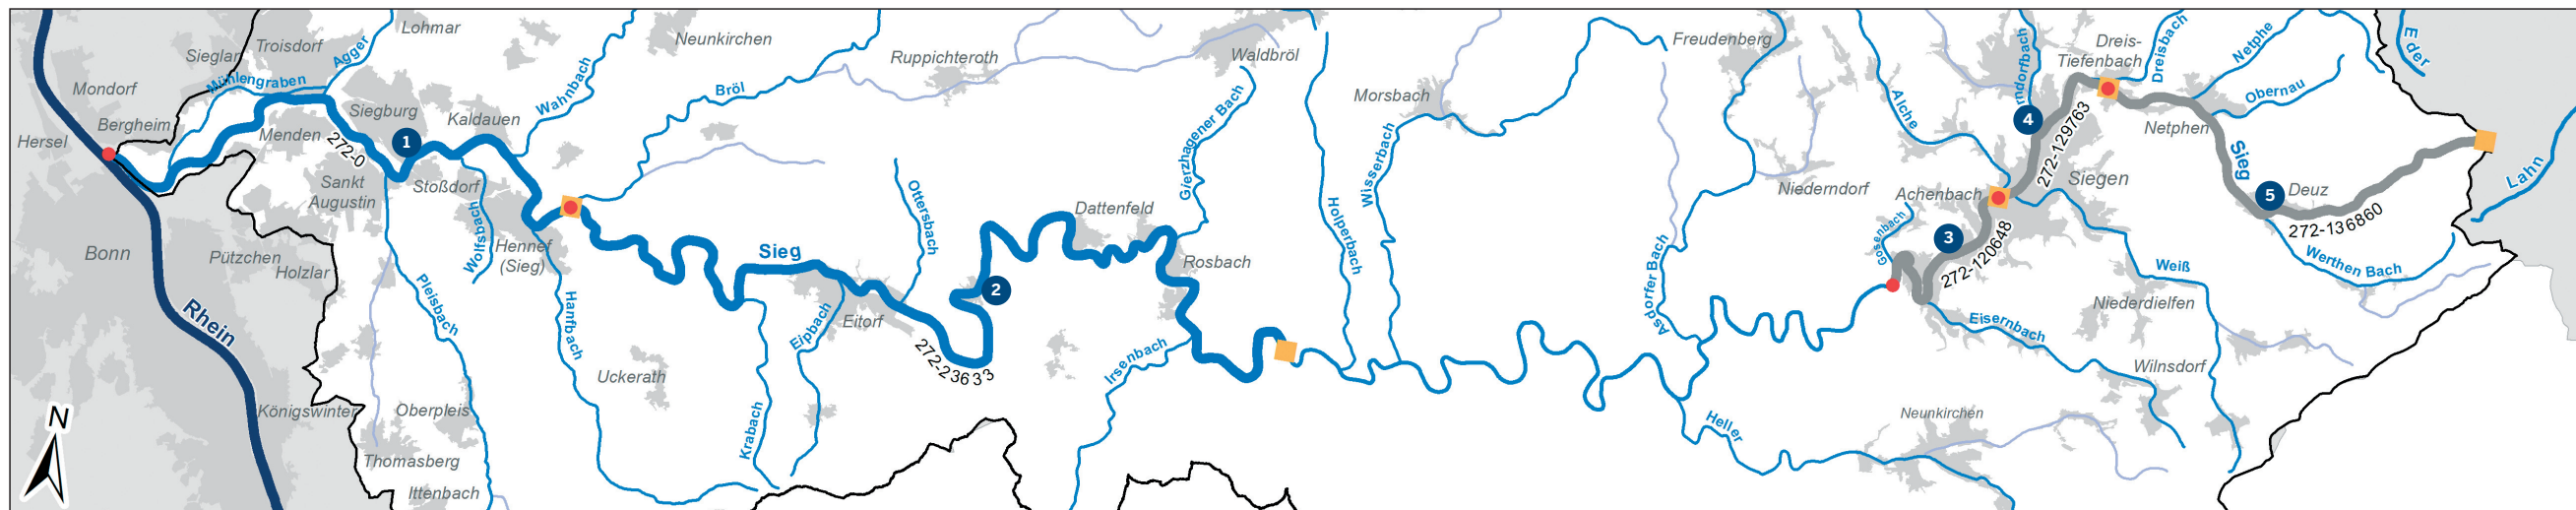 Lohmar
Troisdorf
Sieglar
Agger
Mühlengraben
Mondorf
Siegburg
Bergheim
Menden
Hersel
272-0
1
Kaldauen
Neunkirchen
Wahnbach
Bröl
Ruppichteroth
Waldbröl
Sankt
Augustin
Stoßdorf
Wolfsbach
Hennef
(Sieg)
Bonn
Pützchen
Holzlar
Rhein
Pleisbach
Hanfbach
Königswinter
Oberpleis
Thomasberg
Ittenbach
N
Uckerath
Krabach
Sieg
Eipbach
Eitorf
Ottersbach
272-23633
2
Dattenfeld
Gierzhagener Bach
Rosbach
Irsenbach
Holperbach
Wisserbach
Morsbach
Freudenberg
Niederndorf
Asdorfer Bach
Heller
Neunkirchen
Alche
Achenbach
Gosenbach
3
272-120648
4
rndorfbach
272-129763
Siegen
Dreis-
Tiefenbach
Dreisbach
Netphe
Obernau
Netphen
Sieg
5
Deuz
272-136860
Werthen Bach
Weiß
Niederdielfen
Eisernbach
Wilnsdorf
Eder
Lahn